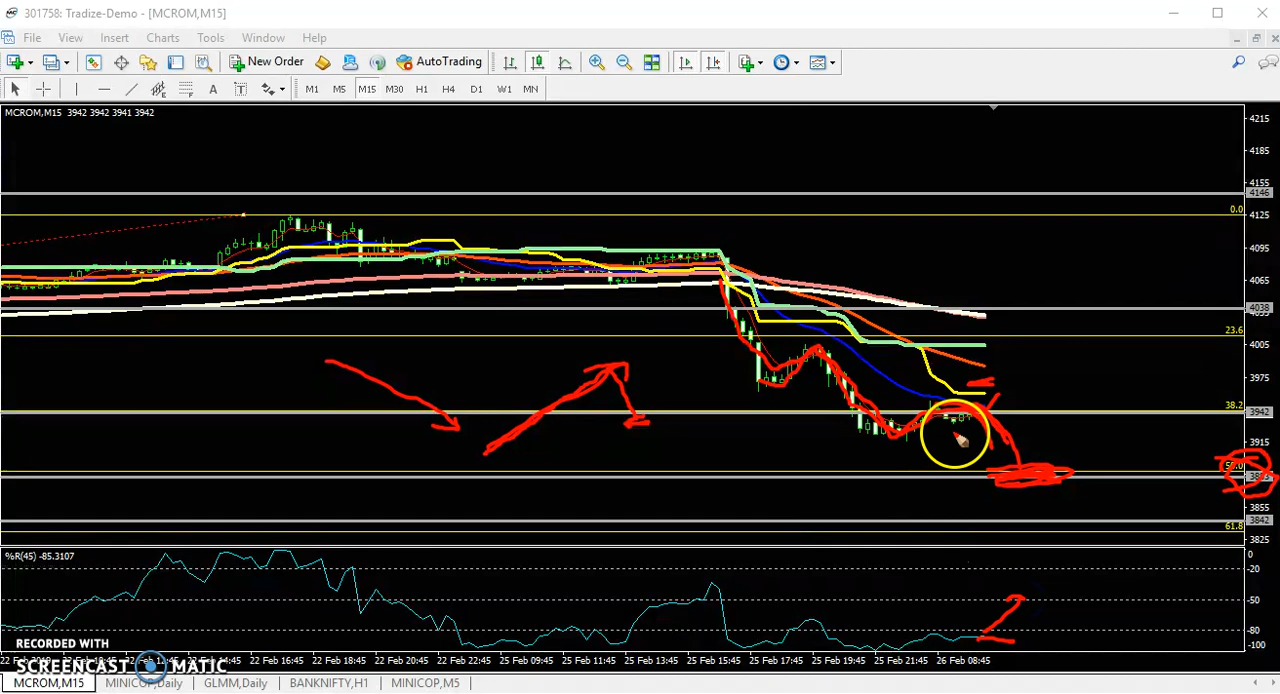 301758: Tradize-Demo - [MCROM,M15]
File View Insert Charts Tools Window Help
New Order AutoTrading
A T M1 M5 M15 M30 H1 H4 D1 W1 MN
MCROM,M15 3942 3942 3941 3942
4215
4185
4155
4146
0.0 4125
4095
4065
4038
23.6
4005
3975
38.2 3942
3915
3855
3842
61.8
3825
%R(45) -85.3107
0
-20
-50
-80
-100
RECORDED WITH
22 Feb 16:45 22 Feb 18:45 22 Feb 20:45 22 Feb 22:45 25 Feb 09:45 25 Feb 11:45 25 Feb 13:45 25 Feb 15:45 25 Feb 17:45 25 Feb 19:45 25 Feb 21:45 26 Feb 08:45
SCREENCAST MATIC
MCROM,M15 MINICOP,Daily GLMM,Daily BANKNIFTY,H1 MINICOP,M5